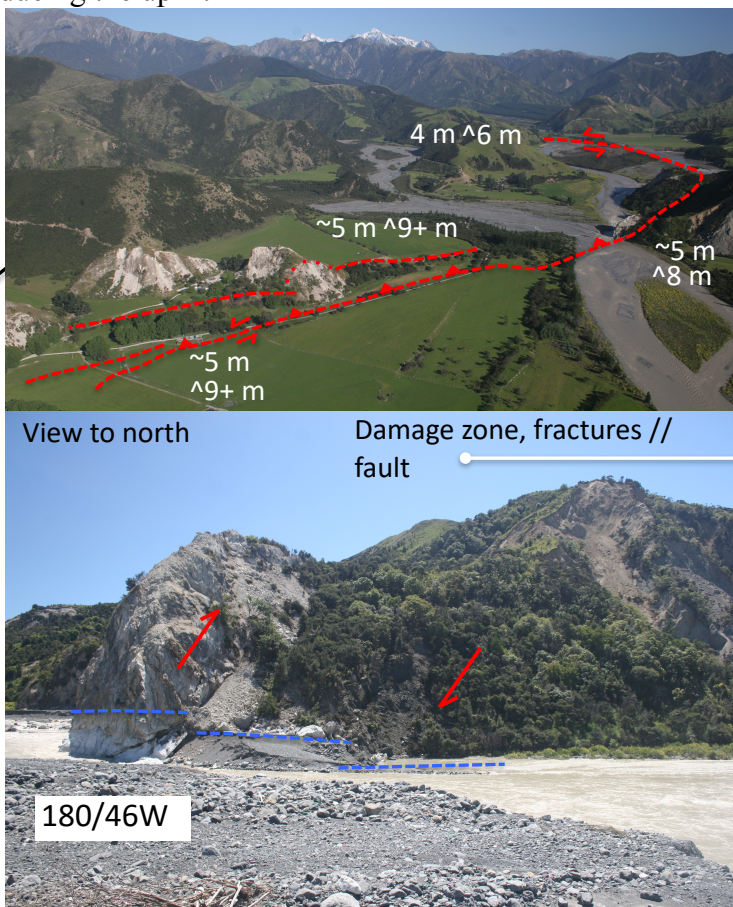 4 m ^6 m
~5 m ^9+ m
~5 m
^8 m
~5 m
^9+ m
View to north
Damage zone, fractures //
fault
180/46W